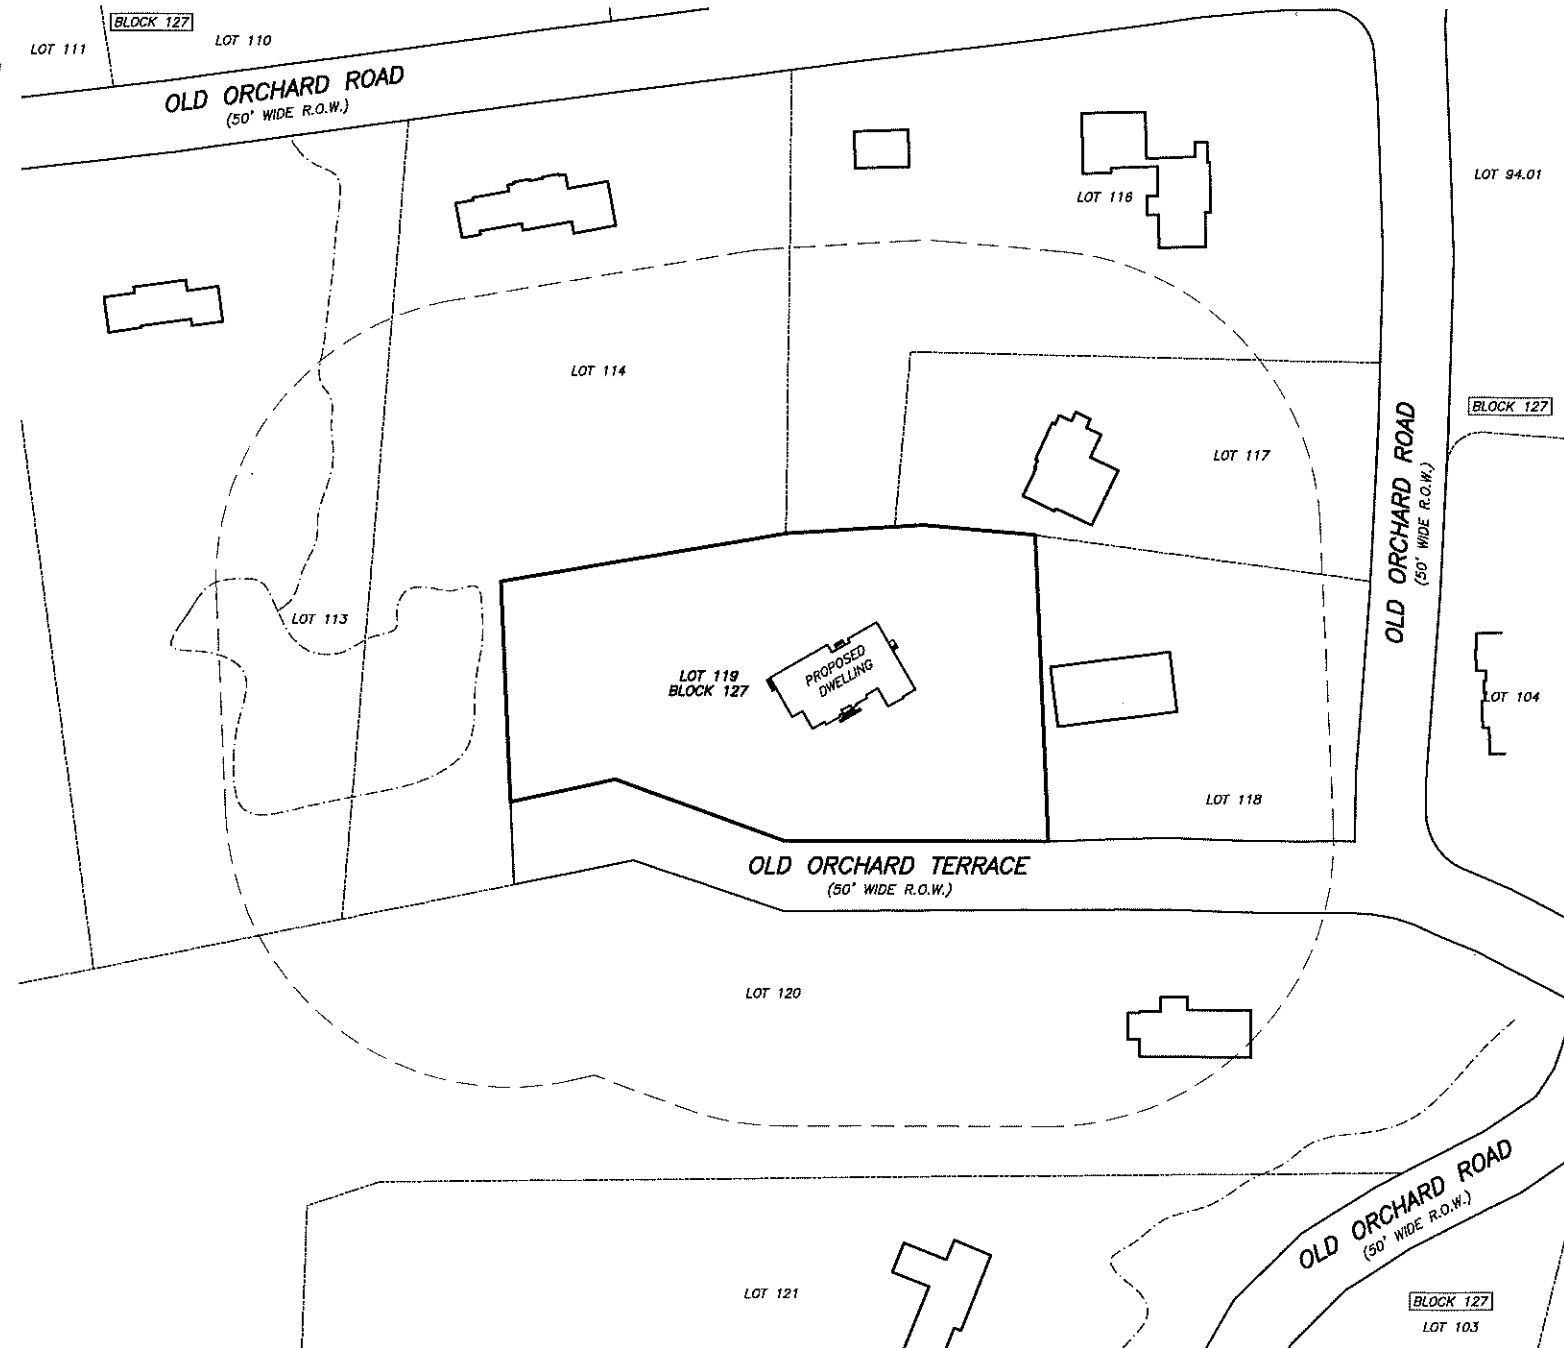 BLOCK 127
LOT 111
LOT 110
OLD ORCHARD ROAD
(50' WIDE R.O.W.)
LOT 94.01
LOT 116
LOT 114
BLOCK 127
LOT 117
OLD ORCHARD ROAD
(50' WIDE R.O.W.)
LOT 113
LOT 119
BLOCK 127
PROPOSED
DWELLING
LOT 104
LOT 118
OLD ORCHARD TERRACE
(50' WIDE R.O.W.)
LOT 120
OLD ORCHARD ROAD
(50' WIDE R.O.W.)
LOT 121
BLOCK 127
LOT 103